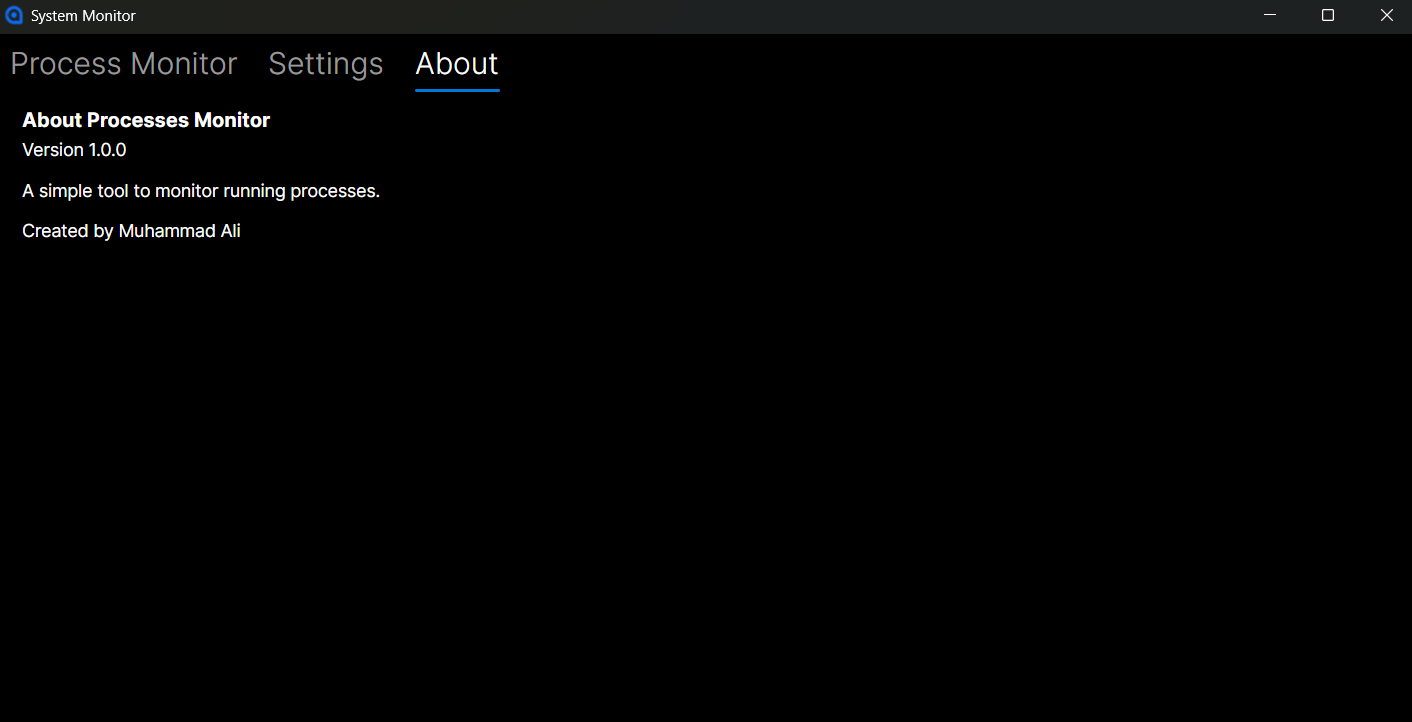 System Monitor
Process Monitor Settings About
About Processes Monitor
Version 1.0.0
A simple tool to monitor running processes.
Created by Muhammad Ali